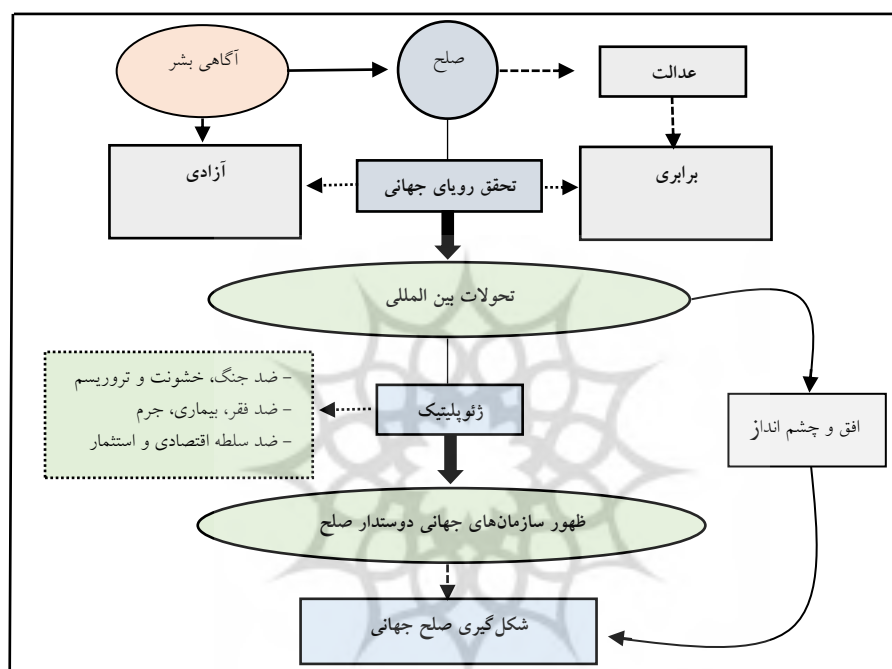 آگاهی بشر
صلح
عدالت
آزادی
تحقق رویای جهانی
برابری
تحولات بین المللی
- ضد جنگ، خشونت و تروریسم
- ضد فقر، بیماری، جرم
- ضد سلطه اقتصادی و استثمار
ژئوپلیتیک
افق و چشم انداز
ظهور سازمان‌های جهانی دوستدار صلح
شکل‌گیری صلح جهانی